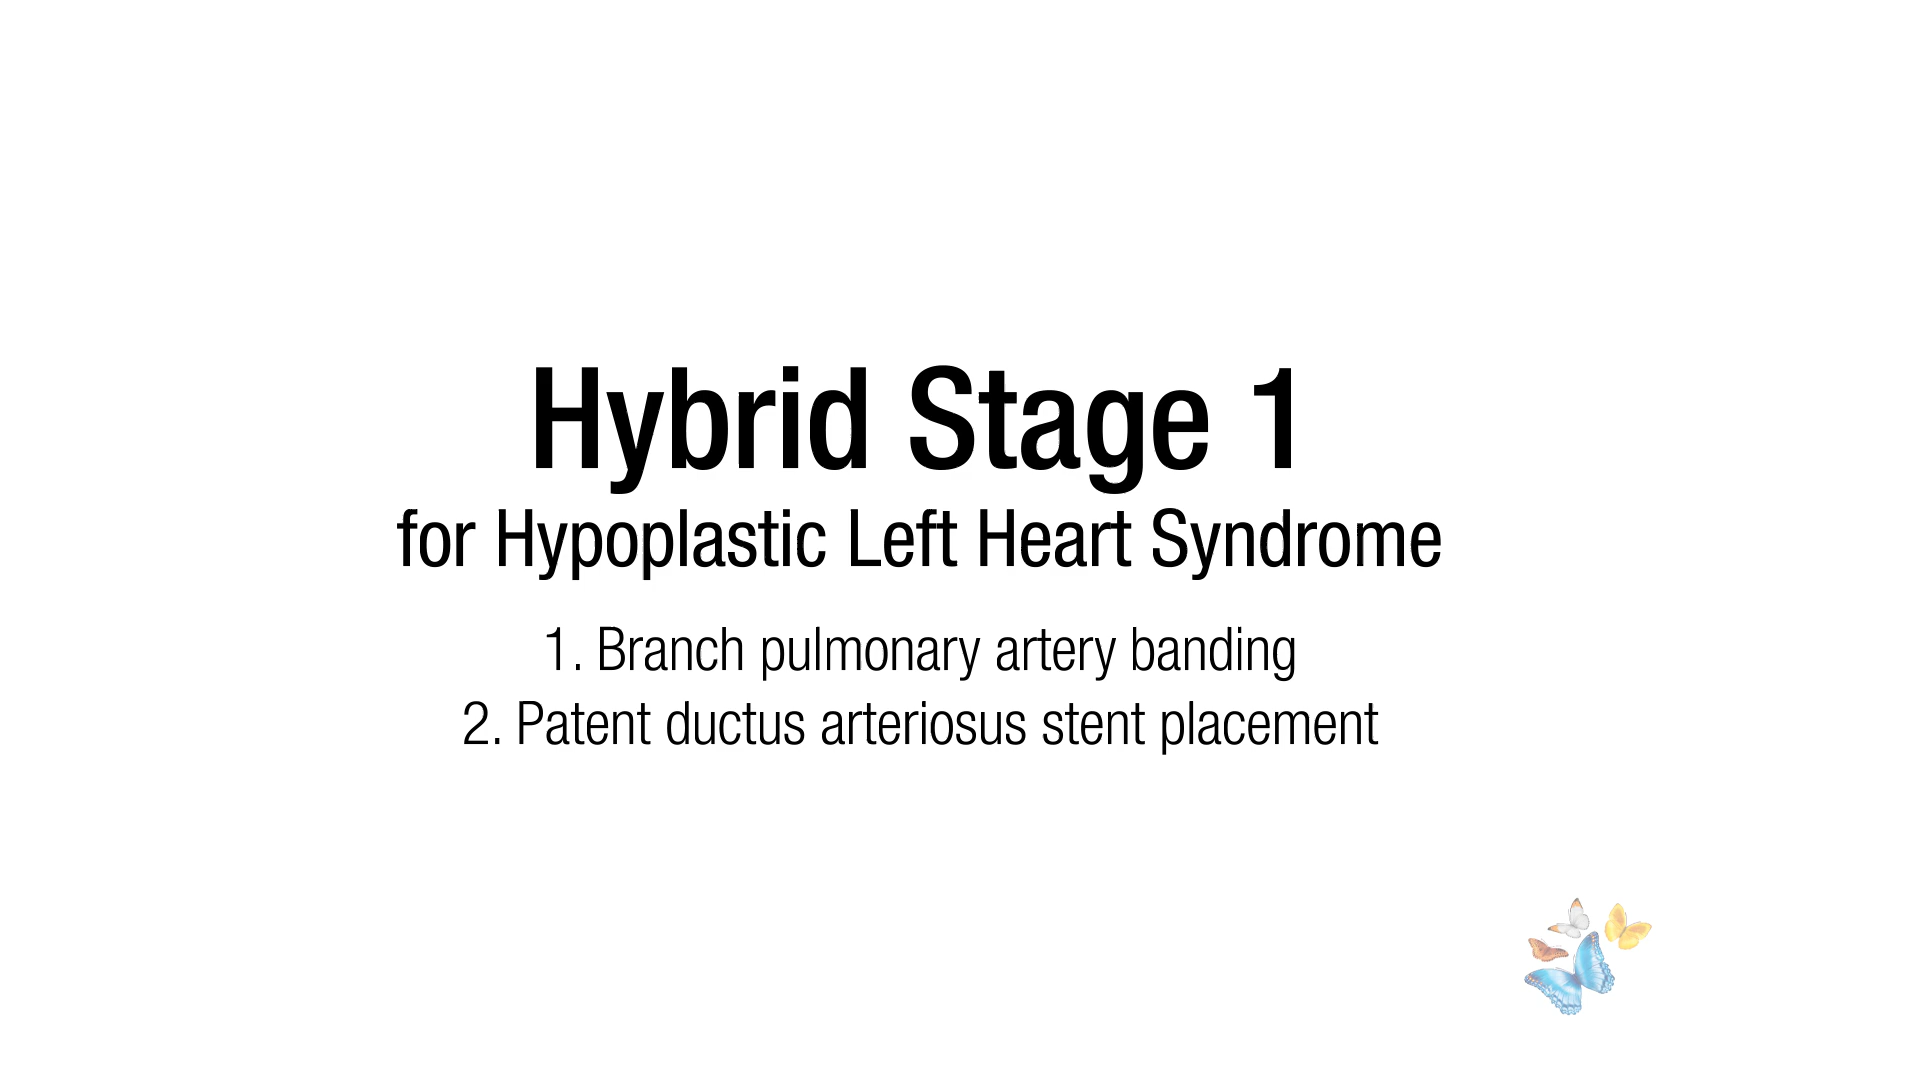 Hybrid Stage 1
for Hypoplastic Left Heart Syndrome
1. Branch pulmonary artery banding
2. Patent ductus arteriosus stent placement